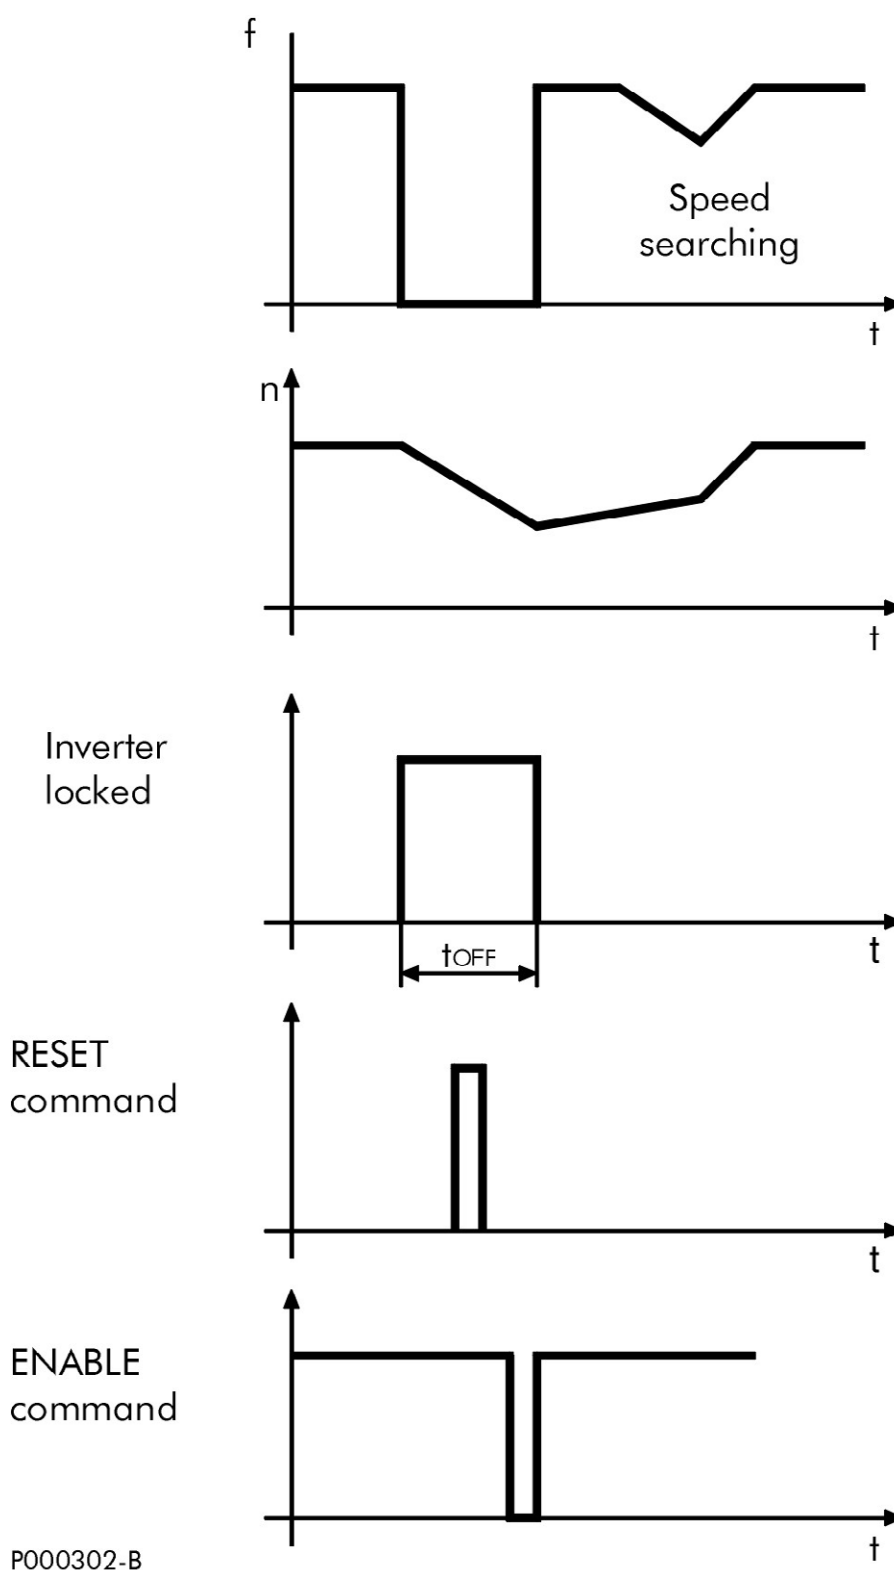 f
Speed
searching
t
n
t
Inverter
locked
t
tOFF
RESET
command
t
ENABLE
command
t
P000302-B